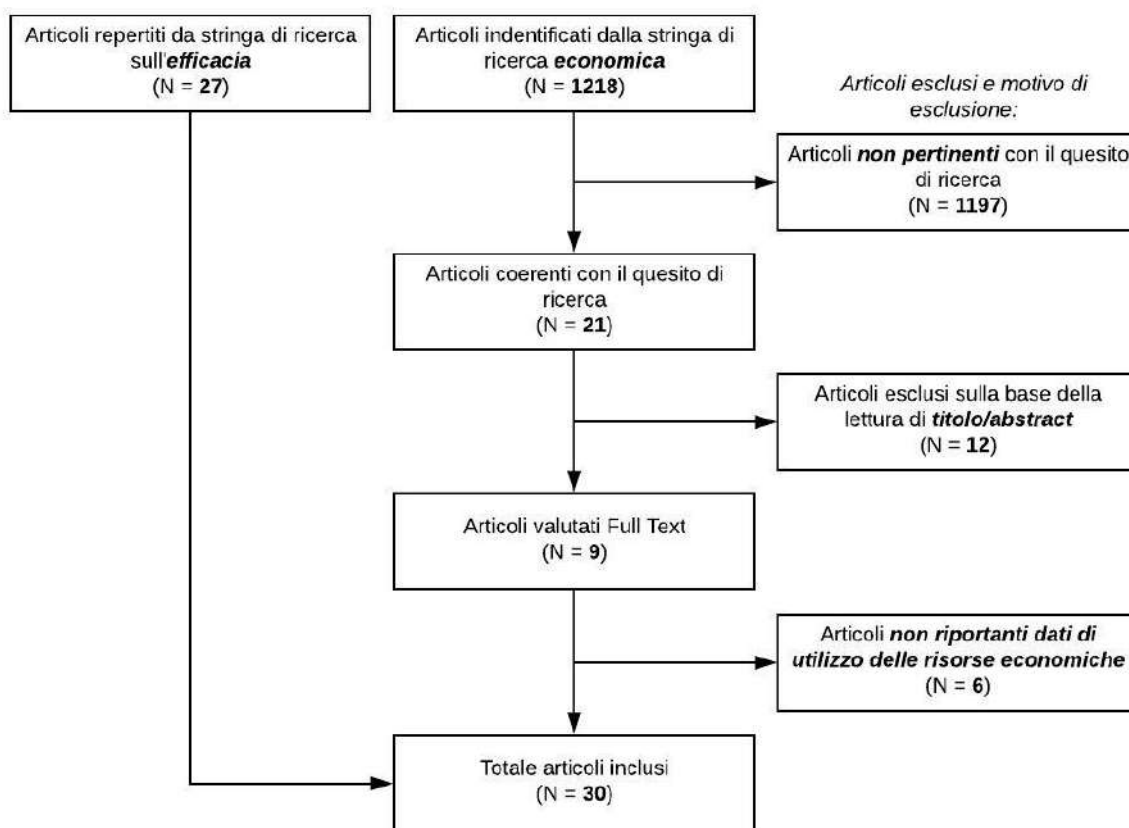 Articoli repertiti da stringa di ricerca
sull'efficacia
(N = 27)
Articoli indentificati dalla stringa di
ricerca economica
(N = 1218)
Articoli esclusi e motivo di
esclusione:
Articoli non pertinenti con il quesito
di ricerca
(N = 1197)
Articoli coerenti con il quesito di
ricerca
(N = 21)
Articoli esclusi sulla base della
lettura di titolo/abstract
(N = 12)
Articoli valutati Full Text
(N = 9)
Articoli non riportanti dati di
utilizzo delle risorse economiche
(N = 6)
Totale articoli inclusi
(N = 30)